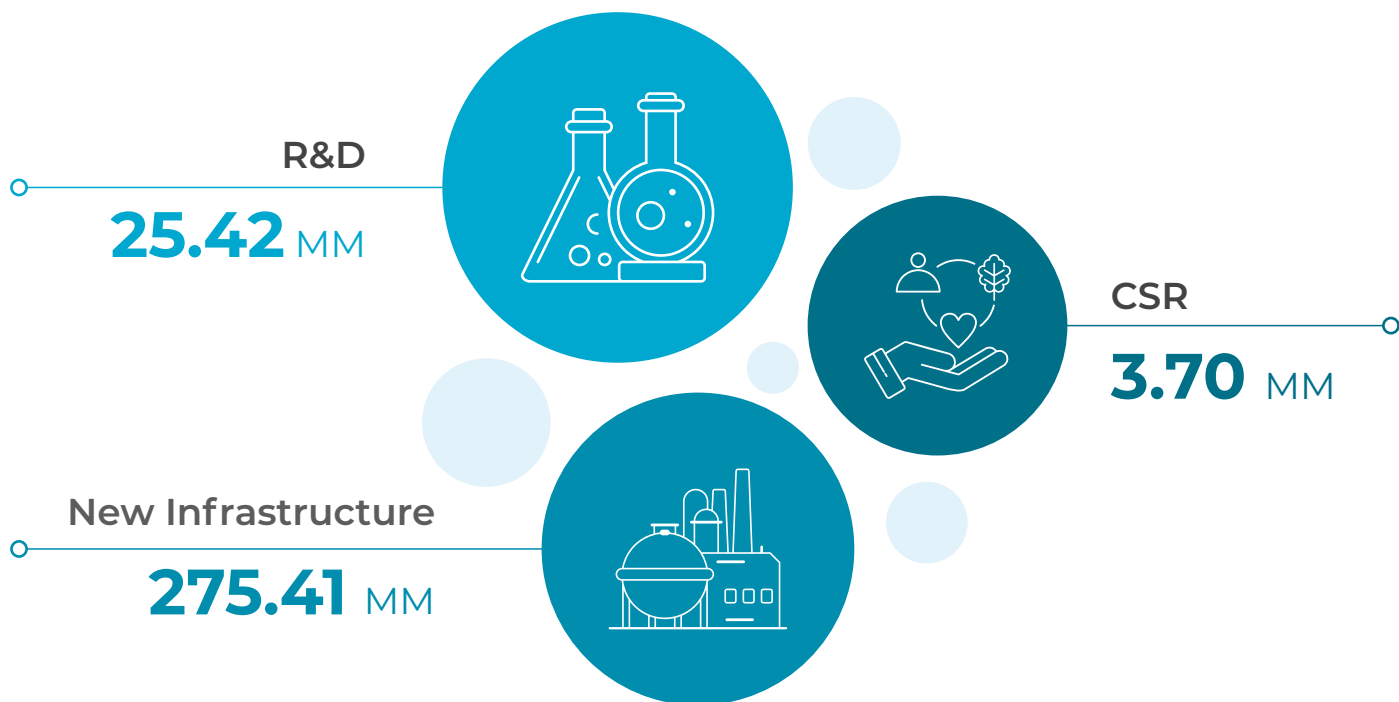 R&D
25.42 MM
CSR
3.70 MM
New Infrastructure
275.41 MM